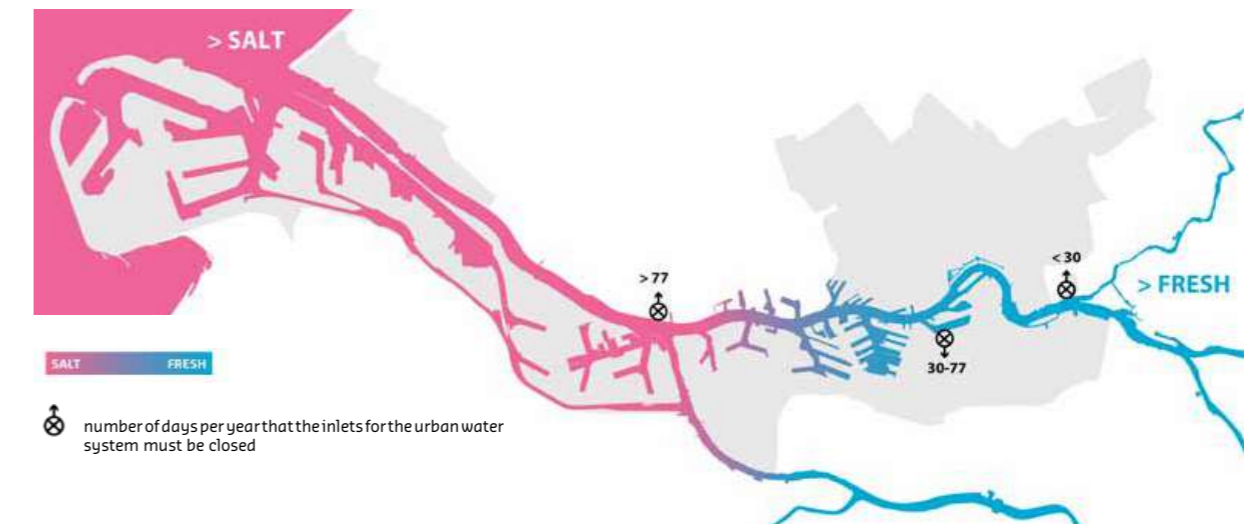 > SALT
> 77
< 30
> FRESH
30-77
SALT FRESH
number of days per year that the inlets for the urban water
system must be closed